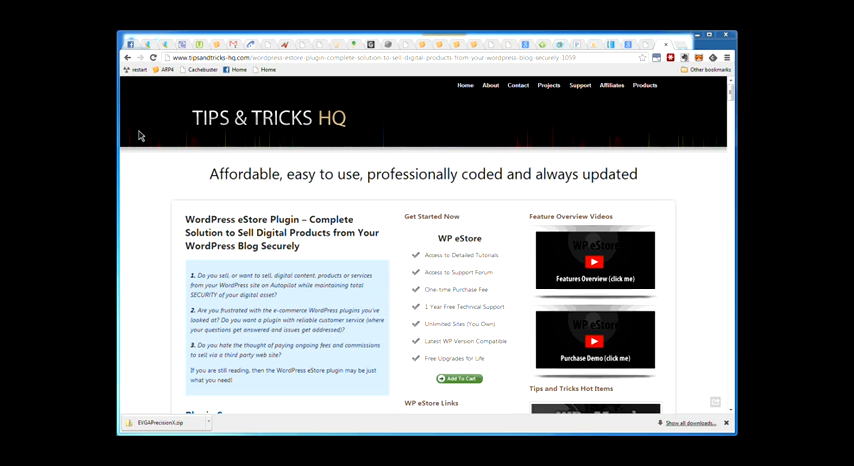 www.tipsandtricks-hq.com/wordpress-estore-plugin-complete-solution-to-sell-digital-products-from-your-wordpress-blog-securely-1059
restart ARP4 Cachebuster Home Home Other bookmarks
Home About Contact Projects Support Affiliates Products
TIPS & TRICKS HQ
Affordable, easy to use, professionally coded and always updated
WordPress eStore Plugin – Complete
Solution to Sell Digital Products from Your
WordPress Blog Securely
1. Do you sell, or want to sell, digital content, products or services
from your WordPress site on Autopilot while maintaining total
SECURITY of your digital asset?
2. Are you frustrated with the e-commerce WordPress plugins you've
looked at? Do you want a plugin with reliable customer service (where
your questions get answered and issues get addressed)?
3. Do you hate the thought of paying ongoing fees and commissions
to sell via a third party web site?
If you are still reading, then the WordPress eStore plugin may be just
what you need!
Get Started Now
WP eStore
Access to Detailed Tutorials
Access to Support Forum
One-time Purchase Fee
1 Year Free Technical Support
Unlimited Sites (You Own)
Latest WP Version Compatible
Free Upgrades for Life
Add To Cart
WP eStore Links
Feature Overview Videos
WP eStore
Features Overview (click me)
WP eStore
Purchase Demo (click me)
Tips and Tricks Hot Items
EVGAPrecisionX.zip
Show all downloads...